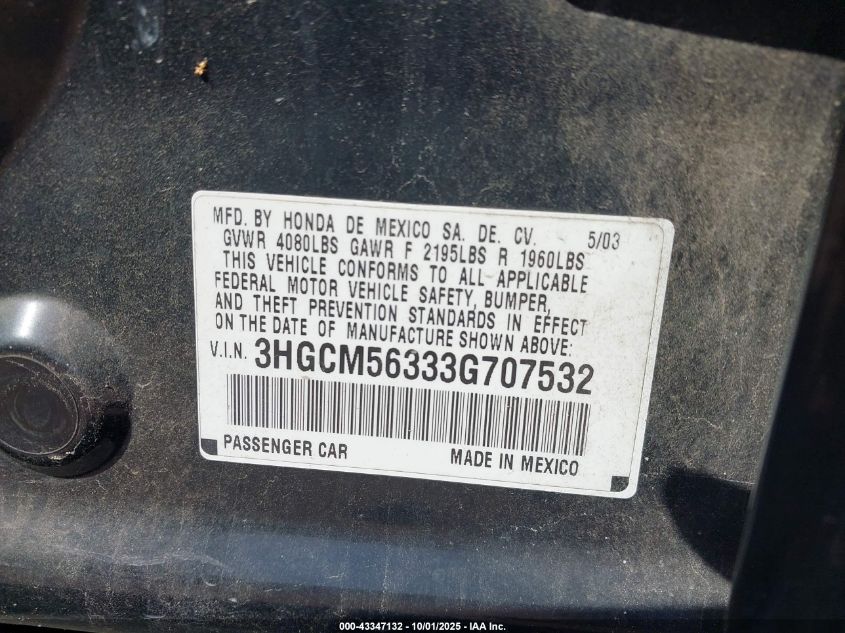 MFD. BY HONDA DE MEXICO SA. DE. CV. 5/03
GVWR 4080LBS GAWR F 2195LBS R 1960LBS
THIS VEHICLE CONFORMS TO ALL APPLICABLE
FEDERAL MOTOR VEHICLE SAFETY, BUMPER,
AND THEFT PREVENTION STANDARDS IN EFFECT
ON THE DATE OF MANUFACTURE SHOWN ABOVE:
V.I.N. 3HGCM56333G707532
PASSENGER CAR MADE IN MEXICO
000-43347132 - 10/01/2025 - IAA Inc.